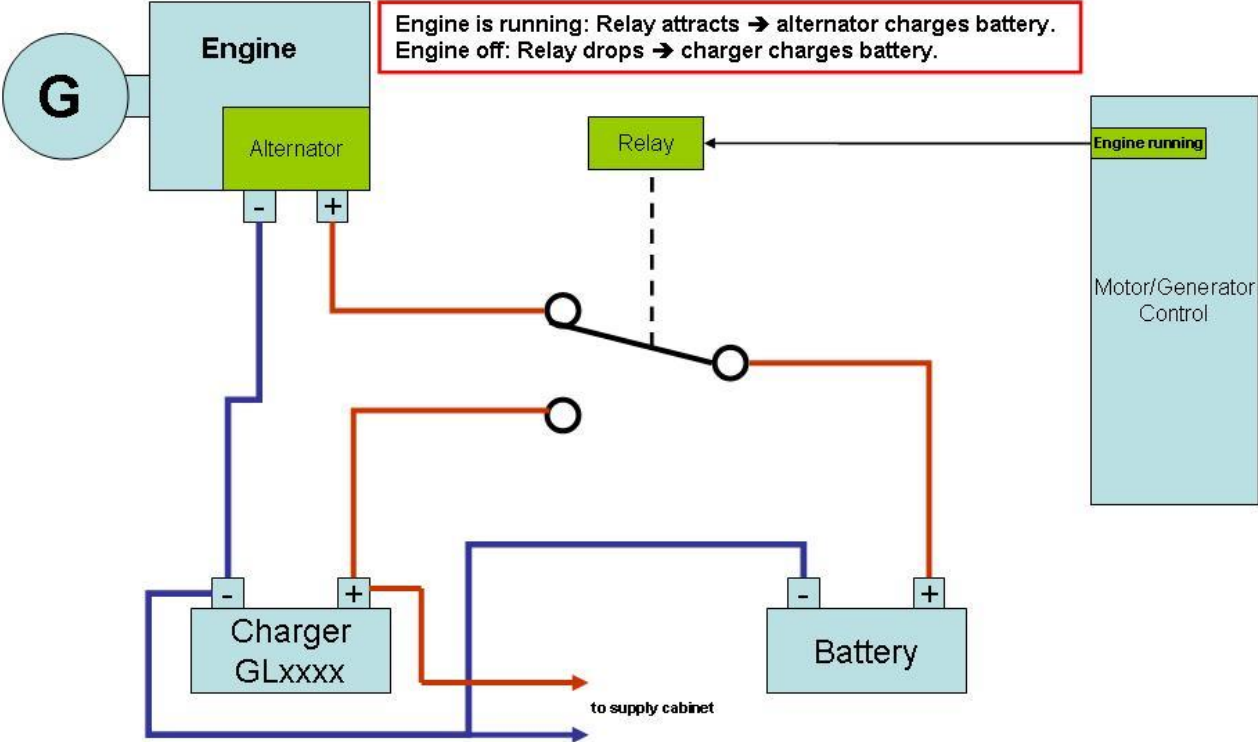 Engine is running: Relay attracts ➔ alternator charges battery.
Engine off: Relay drops ➔ charger charges battery.
Engine
G
Alternator
- +
Relay
Engine running
Motor/Generator
Control
- +
Charger
GLxxxx
- +
Battery
to supply cabinet